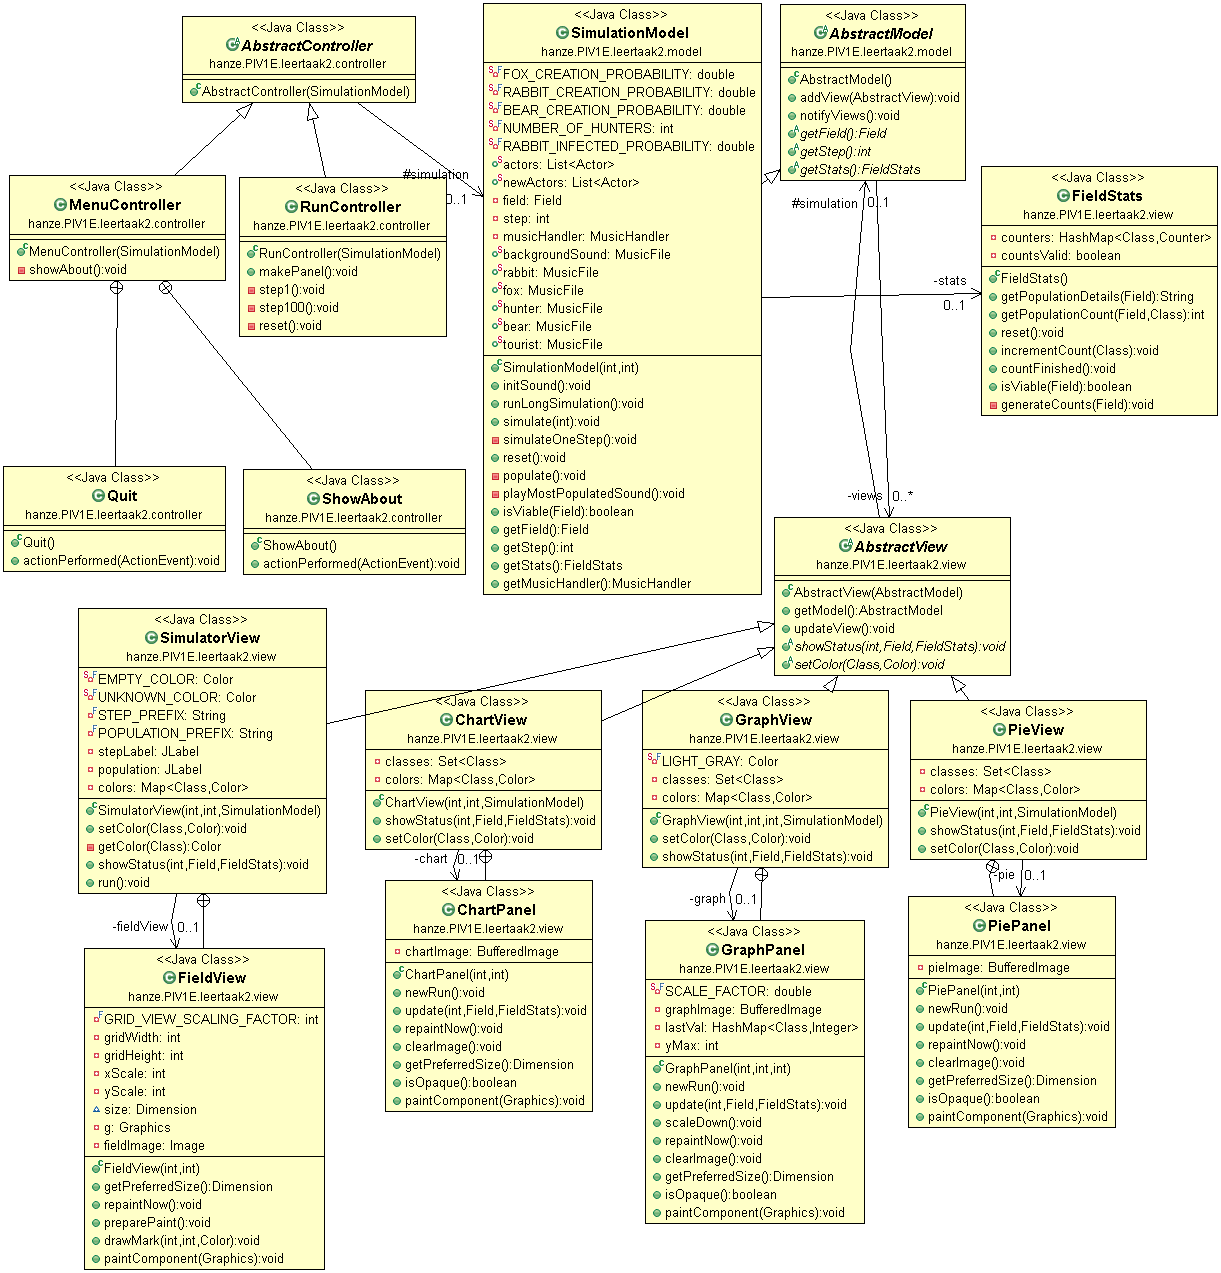 <<Java Class>>
AbstractController
hanze.PIV1E.leertaak2.controller
AbstractController(SimulationModel)
<<Java Class>>
SimulationModel
hanze.PIV1E.leertaak2.model
FOX_CREATION_PROBABILITY: double
RABBIT_CREATION_PROBABILITY: double
BEAR_CREATION_PROBABILITY: double
NUMBER_OF_HUNTERS: int
RABBIT_INFECTED_PROBABILITY: double
actors: List<Actor>
newActors: List<Actor>
field: Field
step: int
musicHandler: MusicHandler
backgroundSound: MusicFile
rabbit: MusicFile
fox: MusicFile
hunter: MusicFile
bear: MusicFile
tourist: MusicFile
SimulationModel(int,int)
initSound():void
runLongSimulation():void
simulate(int):void
simulateOneStep():void
reset():void
populate():void
playMostPopulatedSound():void
isViable(Field):boolean
getField():Field
getStep():int
getStats():FieldStats
getMusicHandler():MusicHandler
<<Java Class>>
AbstractModel
hanze.PIV1E.leertaak2.model
AbstractModel()
addView(AbstractView):void
notifyViews():void
getField():Field
getStep():int
getStats():FieldStats
<<Java Class>>
FieldStats
hanze.PIV1E.leertaak2.view
counters: HashMap<Class,Counter>
countsValid: boolean
FieldStats()
getPopulationDetails(Field):String
getPopulationCount(Field,Class):int
reset():void
incrementCount(Class):void
countFinished():void
isViable(Field):boolean
generateCounts(Field):void
#simulation
0..1
#simulation
0..1
-stats
0..1
-views
0..*
<<Java Class>>
MenuController
hanze.PIV1E.leertaak2.controller
MenuController(SimulationModel)
showAbout():void
<<Java Class>>
RunController
hanze.PIV1E.leertaak2.controller
RunController(SimulationModel)
makePanel():void
step1():void
step100():void
reset():void
<<Java Class>>
Quit
hanze.PIV1E.leertaak2.controller
Quit()
actionPerformed(ActionEvent):void
<<Java Class>>
ShowAbout
hanze.PIV1E.leertaak2.controller
ShowAbout()
actionPerformed(ActionEvent):void
<<Java Class>>
AbstractView
hanze.PIV1E.leertaak2.view
AbstractView(AbstractModel)
getModel():AbstractModel
updateView():void
showStatus(int,Field,FieldStats):void
setColor(Class,Color):void
<<Java Class>>
SimulatorView
hanze.PIV1E.leertaak2.view
EMPTY_COLOR: Color
UNKNOWN_COLOR: Color
STEP_PREFIX: String
POPULATION_PREFIX: String
stepLabel: JLabel
population: JLabel
colors: Map<Class,Color>
SimulatorView(int,int,SimulationModel)
setColor(Class,Color):void
getColor(Class):Color
showStatus(int,Field,FieldStats):void
run():void
<<Java Class>>
ChartView
hanze.PIV1E.leertaak2.view
classes: Set<Class>
colors: Map<Class,Color>
ChartView(int,int,SimulationModel)
showStatus(int,Field,FieldStats):void
setColor(Class,Color):void
<<Java Class>>
GraphView
hanze.PIV1E.leertaak2.view
LIGHT_GRAY: Color
classes: Set<Class>
colors: Map<Class,Color>
GraphView(int,int,int,SimulationModel)
setColor(Class,Color):void
showStatus(int,Field,FieldStats):void
<<Java Class>>
PieView
hanze.PIV1E.leertaak2.view
classes: Set<Class>
colors: Map<Class,Color>
PieView(int,int,SimulationModel)
showStatus(int,Field,FieldStats):void
setColor(Class,Color):void
-fieldView
0..1
-chart
0..1
-graph
0..1
-pie
0..1
<<Java Class>>
FieldView
hanze.PIV1E.leertaak2.view
GRID_VIEW_SCALING_FACTOR: int
gridWidth: int
gridHeight: int
xScale: int
yScale: int
size: Dimension
g: Graphics
fieldImage: Image
FieldView(int,int)
getPreferredSize():Dimension
repaintNow():void
preparePaint():void
drawMark(int,int,Color):void
paintComponent(Graphics):void
<<Java Class>>
ChartPanel
hanze.PIV1E.leertaak2.view
chartImage: BufferedImage
ChartPanel(int,int)
newRun():void
update(int,Field,FieldStats):void
repaintNow():void
clearImage():void
getPreferredSize():Dimension
isOpaque():boolean
paintComponent(Graphics):void
<<Java Class>>
GraphPanel
hanze.PIV1E.leertaak2.view
SCALE_FACTOR: double
graphImage: BufferedImage
lastVal: HashMap<Class,Integer>
yMax: int
GraphPanel(int,int,int)
newRun():void
update(int,Field,FieldStats):void
scaleDown():void
repaintNow():void
clearImage():void
getPreferredSize():Dimension
isOpaque():boolean
paintComponent(Graphics):void
<<Java Class>>
PiePanel
hanze.PIV1E.leertaak2.view
pieImage: BufferedImage
PiePanel(int,int)
newRun():void
update(int,Field,FieldStats):void
repaintNow():void
clearImage():void
getPreferredSize():Dimension
isOpaque():boolean
paintComponent(Graphics):void